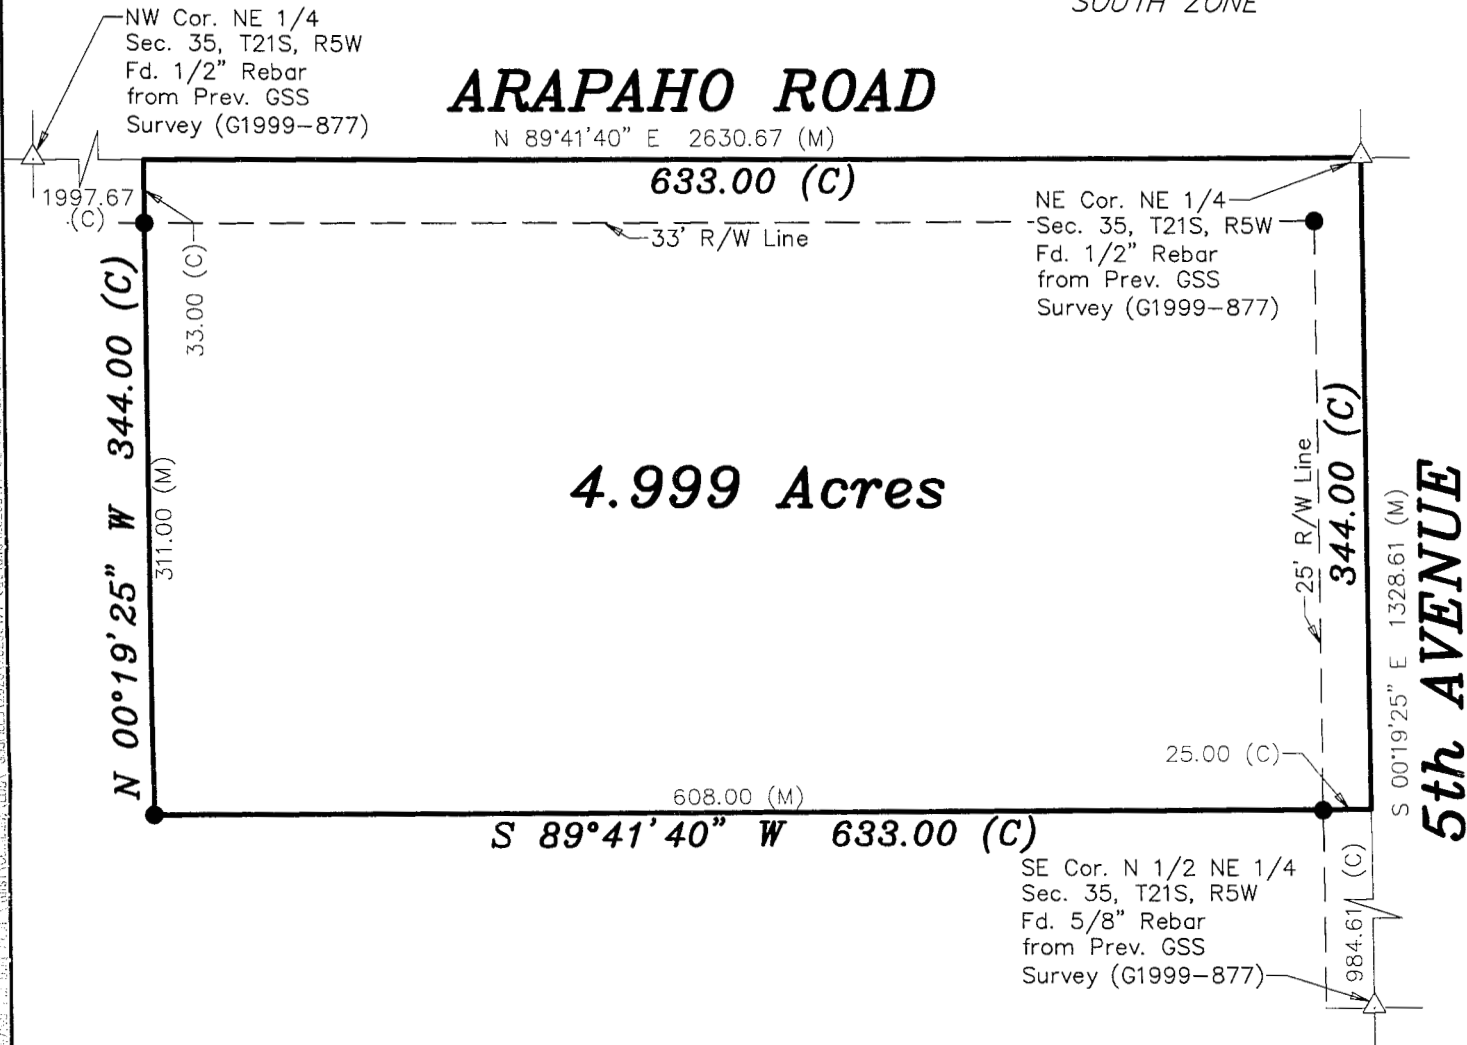 SOUTH ZONE
NW Cor. NE 1/4
Sec. 35, T21S, R5W
Fd. 1/2" Rebar
from Prev. GSS
Survey (G1999-877)
ARAPAHO ROAD
N 89°41'40" E 2630.67 (M)
633.00 (C)
1997.67
(C)
33' R/W Line
NE Cor. NE 1/4
Sec. 35, T21S, R5W
Fd. 1/2" Rebar
from Prev. GSS
Survey (G1999-877)
33.00 (C)
N 00°19'25" W 344.00 (C)
311.00 (M)
4.999 Acres
25' R/W Line
344.00 (C)
S 00°19'25" E 1328.61 (M)
5th AVENUE
25.00 (C)
608.00 (M)
S 89°41'40" W 633.00 (C)
SE Cor. N 1/2 NE 1/4
Sec. 35, T21S, R5W
Fd. 5/8" Rebar
from Prev. GSS
Survey (G1999-877)
984.61 (C)